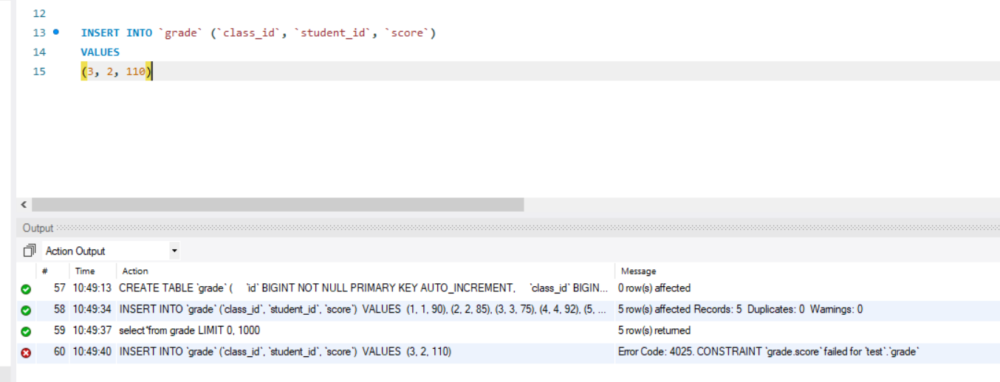 12
13 INSERT INTO `grade` (`class_id`, `student_id`, `score`)
14 VALUES
15 (3, 2, 110)
Output
Action Output
# Time Action Message
57 10:49:13 CREATE TABLE `grade` ( `id` BIGINT NOT NULL PRIMARY KEY AUTO_INCREMENT, `class_id` BIGIN... 0 row(s) affected
58 10:49:34 INSERT INTO `grade` (`class_id`, `student_id`, `score`) VALUES (1, 1, 90), (2, 2, 85), (3, 3, 75), (4, 4, 92), (5, ... 5 row(s) affected Records: 5 Duplicates: 0 Warnings: 0
59 10:49:37 select*from grade LIMIT 0, 1000 5 row(s) returned
60 10:49:40 INSERT INTO `grade` (`class_id`, `student_id`, `score`) VALUES (3, 2, 110) Error Code: 4025. CONSTRAINT `grade.score` failed for `test`.`grade`